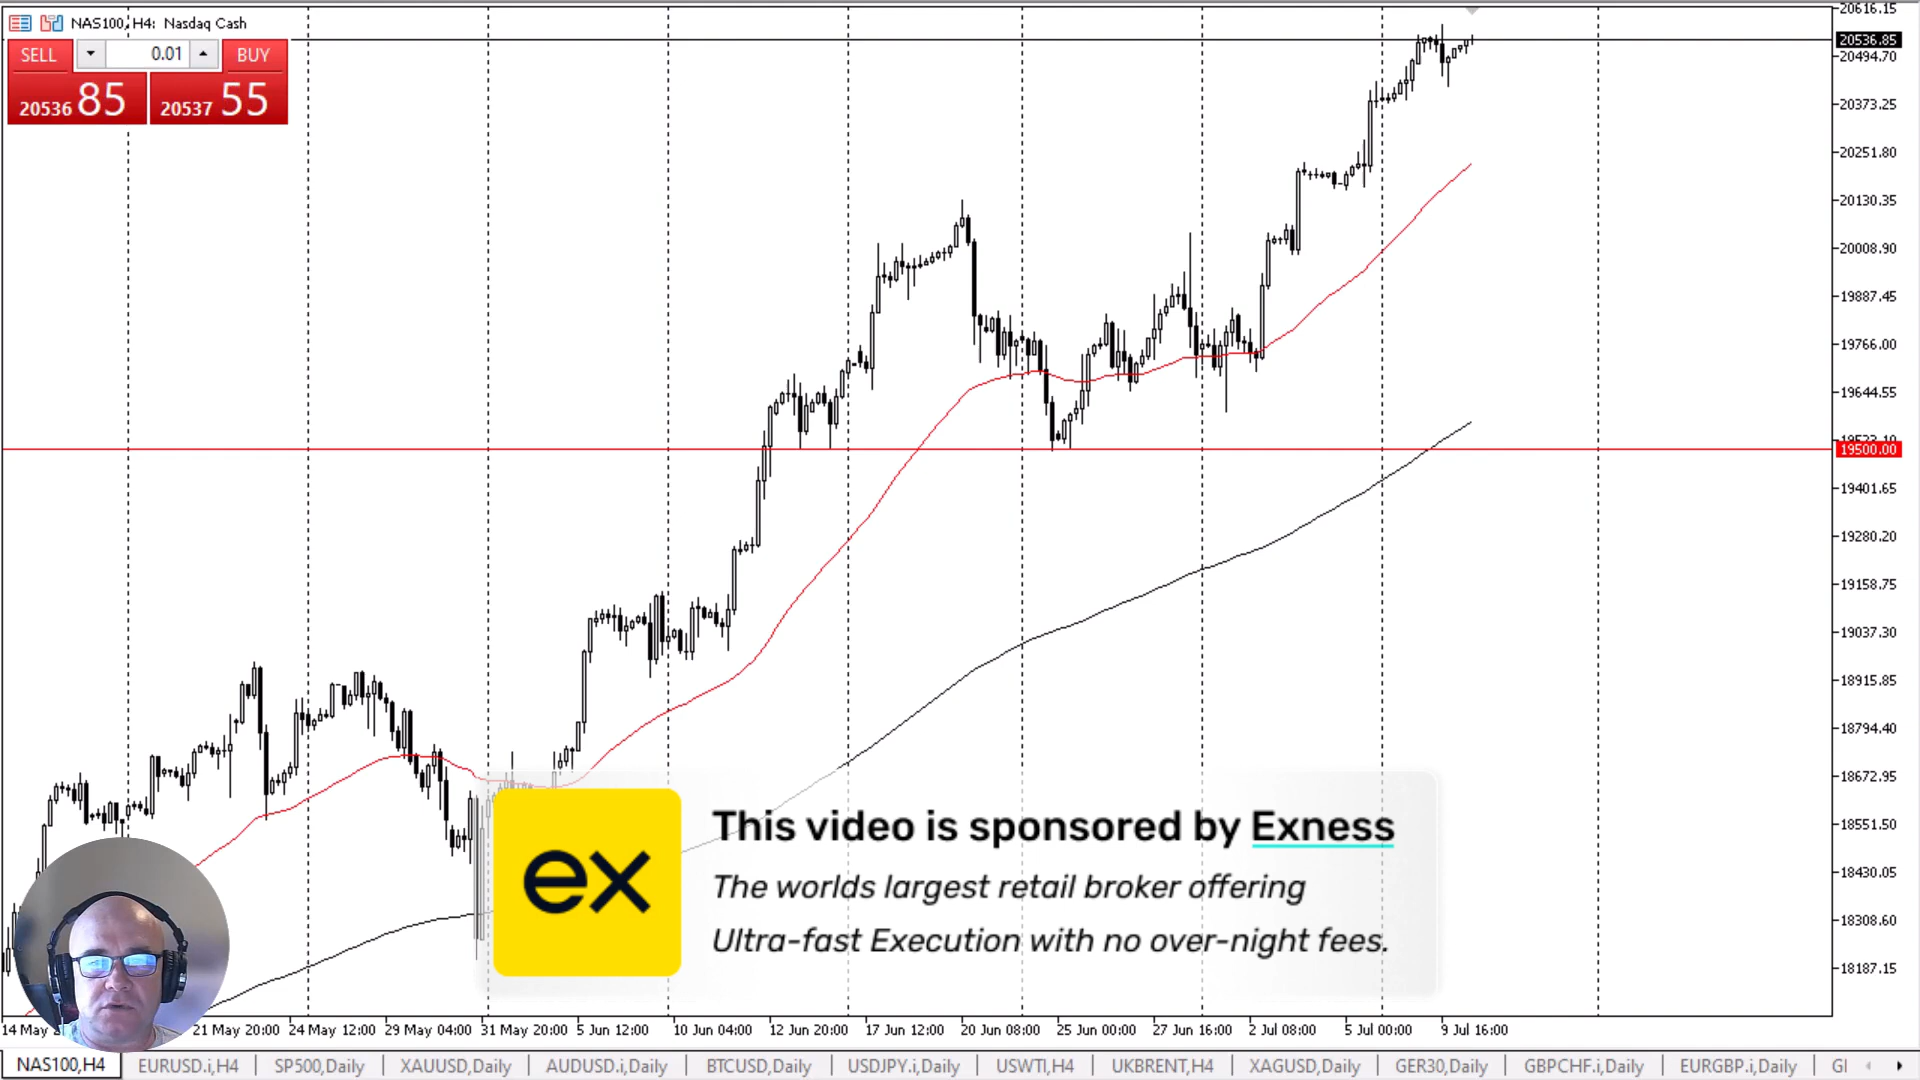 NAS100, H4: Nasdaq Cash
SELL
0.01
BUY
20536 85
20537 55
20616.15
20536.85
20494.70
20373.25
20251.80
20130.35
20008.90
19887.45
19766.00
19644.55
19500.00
19401.65
19280.20
19158.75
19037.30
18915.85
18794.40
18672.95
18551.50
18430.05
18308.60
18187.15
ex
This video is sponsored by Exness
The worlds largest retail broker offering
Ultra-fast Execution with no over-night fees.
14 May
21 May 20:00
24 May 12:00
29 May 04:00
31 May 20:00
5 Jun 12:00
10 Jun 04:00
12 Jun 20:00
17 Jun 12:00
20 Jun 08:00
25 Jun 00:00
27 Jun 16:00
2 Jul 08:00
5 Jul 00:00
9 Jul 16:00
NAS100,H4
EURUSD.i,H4
SP500,Daily
XAUUSD,Daily
AUDUSD.i,Daily
BTCUSD,Daily
USDJPY.i,Daily
USWTI,H4
UKBRENT,H4
XAGUSD,Daily
GER30,Daily
GBPCHF.i,Daily
EURGBP.i,Daily